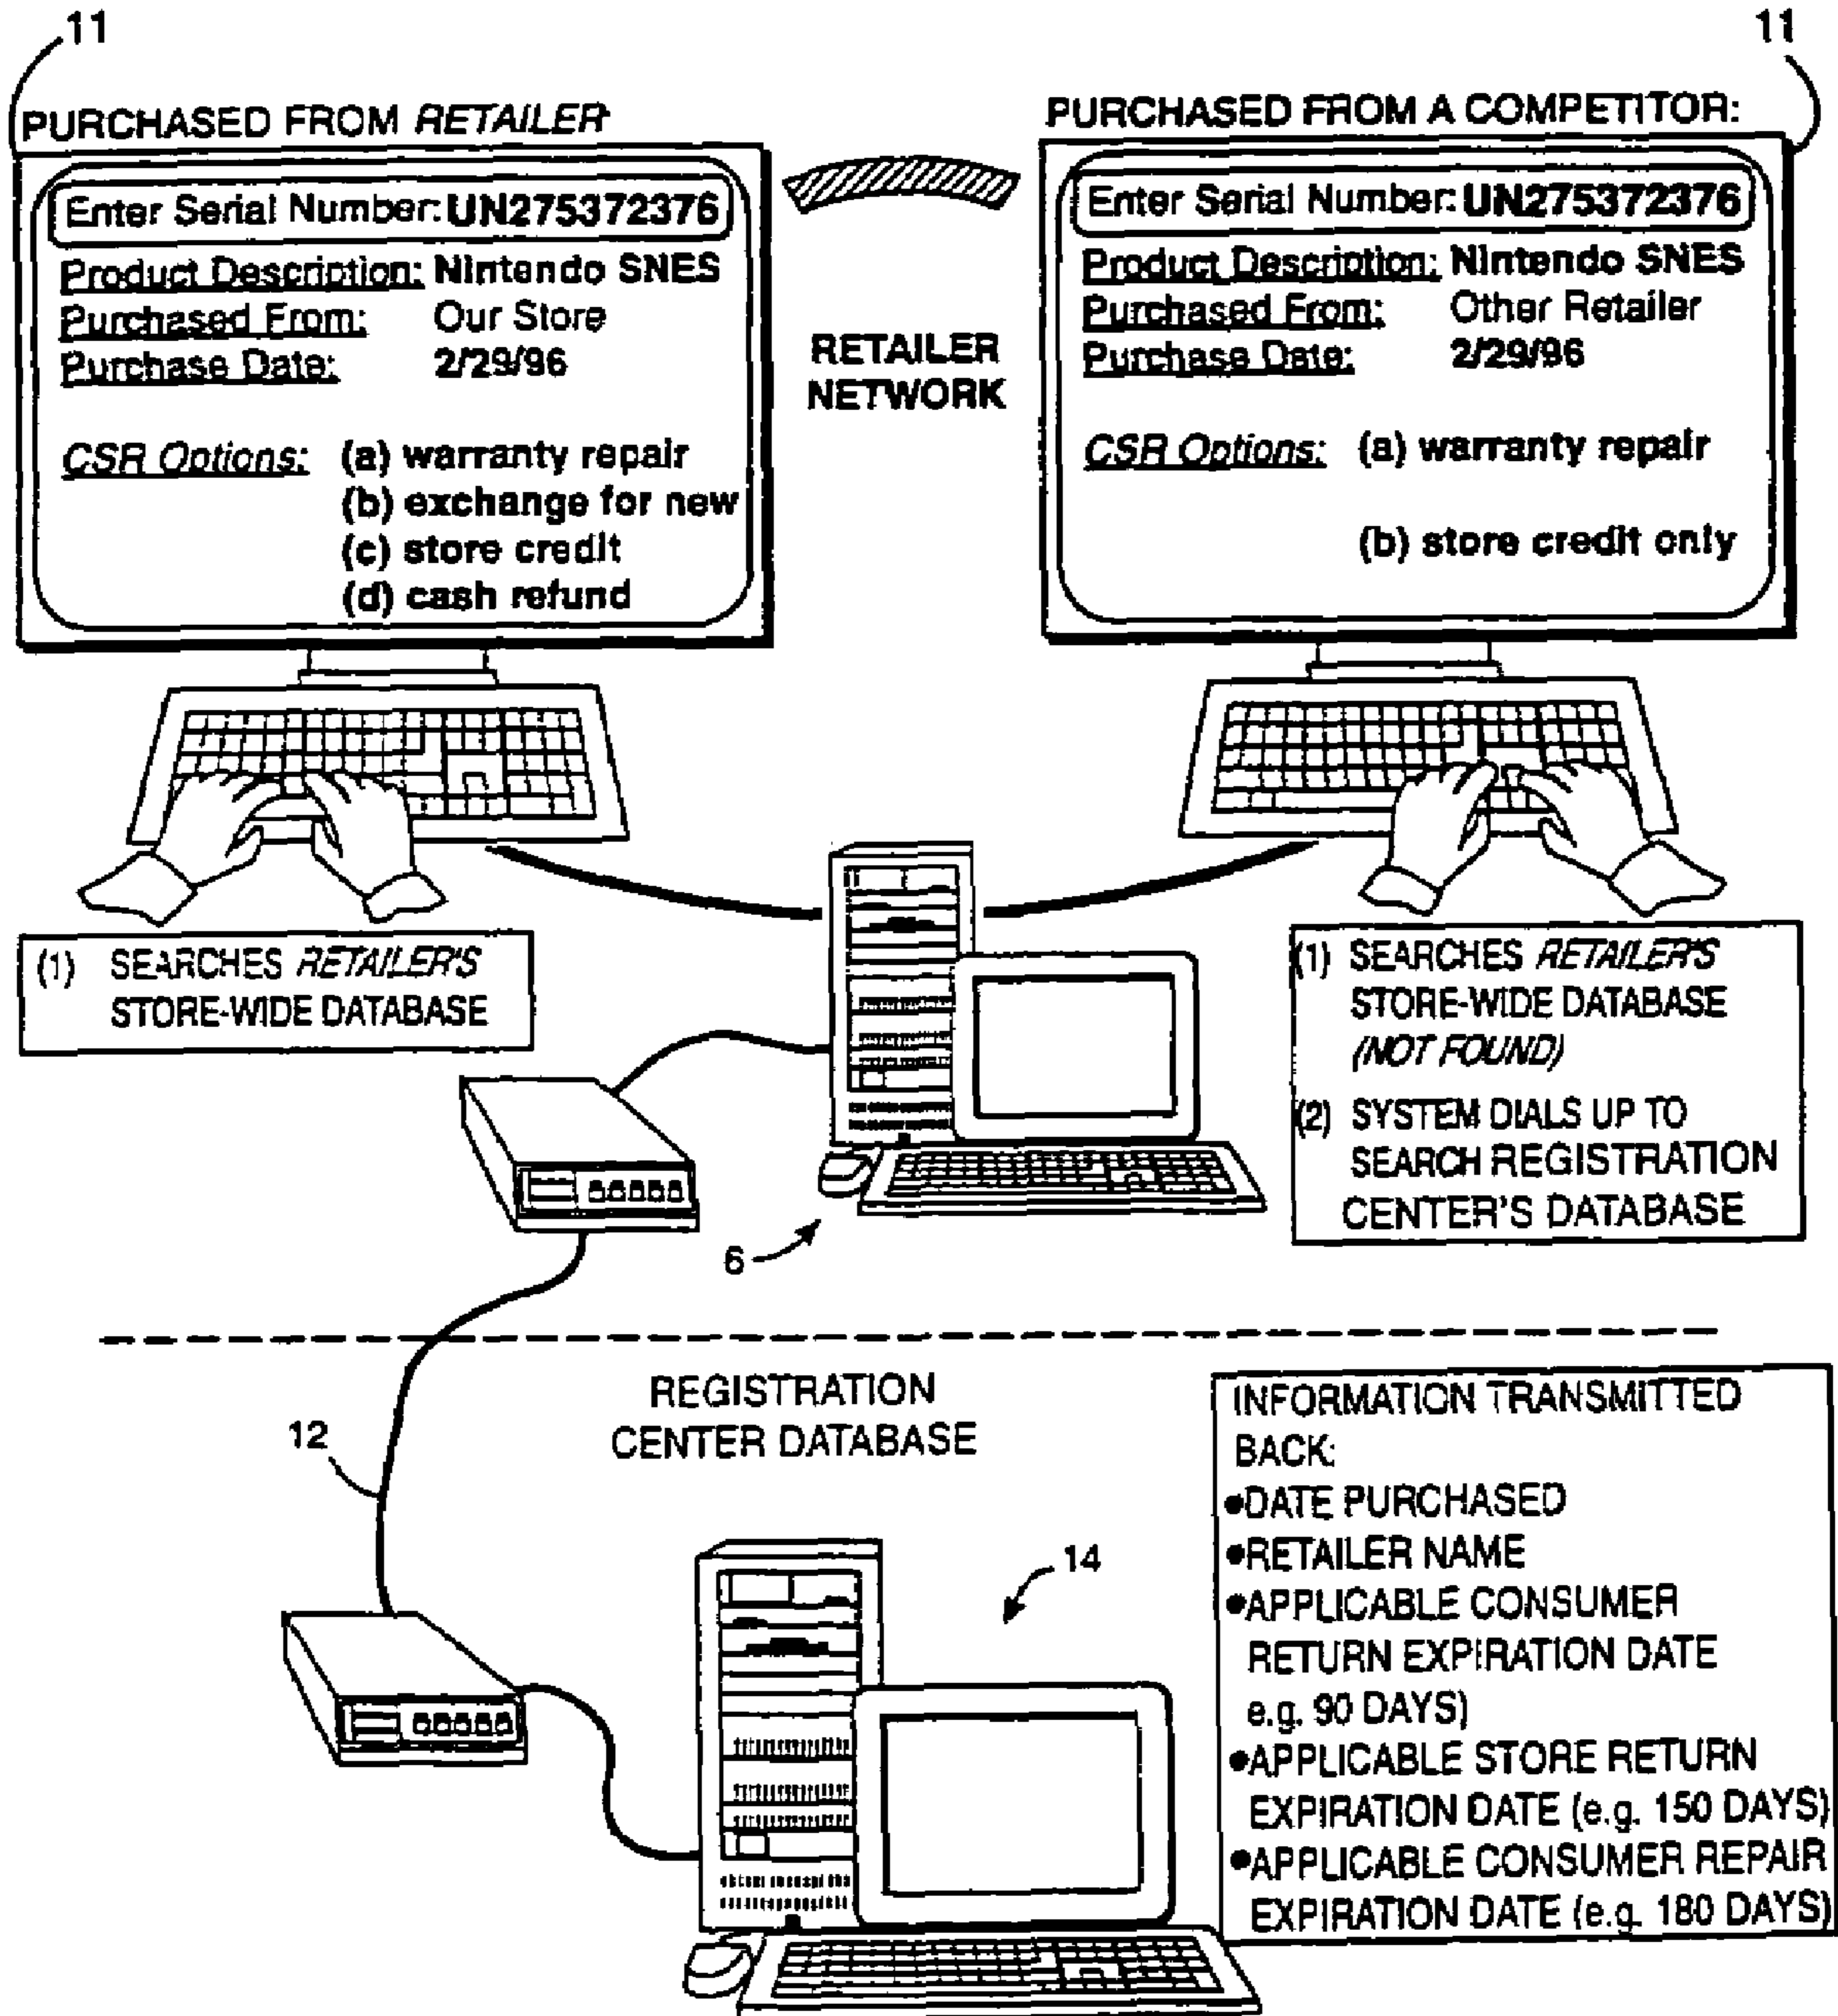 11
11
PURCHASED FROM RETAILER
Enter Serial Number: UN275372376
Product Description: Nintendo SNES
Purchased From: Our Store
Purchase Date: 2/29/96
CSR Options: (a) warranty repair
(b) exchange for new
(c) store credit
(d) cash refund
RETAILER
NETWORK
PURCHASED FROM A COMPETITOR:
Enter Serial Number: UN275372376
Product Description: Nintendo SNES
Purchased From: Other Retailer
Purchase Date: 2/29/96
CSR Options: (a) warranty repair
(b) store credit only
(1) SEARCHES RETAILER'S
STORE-WIDE DATABASE
(1) SEARCHES RETAILER'S
STORE-WIDE DATABASE
(NOT FOUND)
(2) SYSTEM DIALS UP TO
SEARCH REGISTRATION
CENTER'S DATABASE
6
12
REGISTRATION
CENTER DATABASE
14
INFORMATION TRANSMITTED
BACK:
●DATE PURCHASED
●RETAILER NAME
●APPLICABLE CONSUMER
RETURN EXPIRATION DATE
e.g. 90 DAYS)
●APPLICABLE STORE RETURN
EXPIRATION DATE (e.g. 150 DAYS)
●APPLICABLE CONSUMER REPAIR
EXPIRATION DATE (e.g. 180 DAYS)